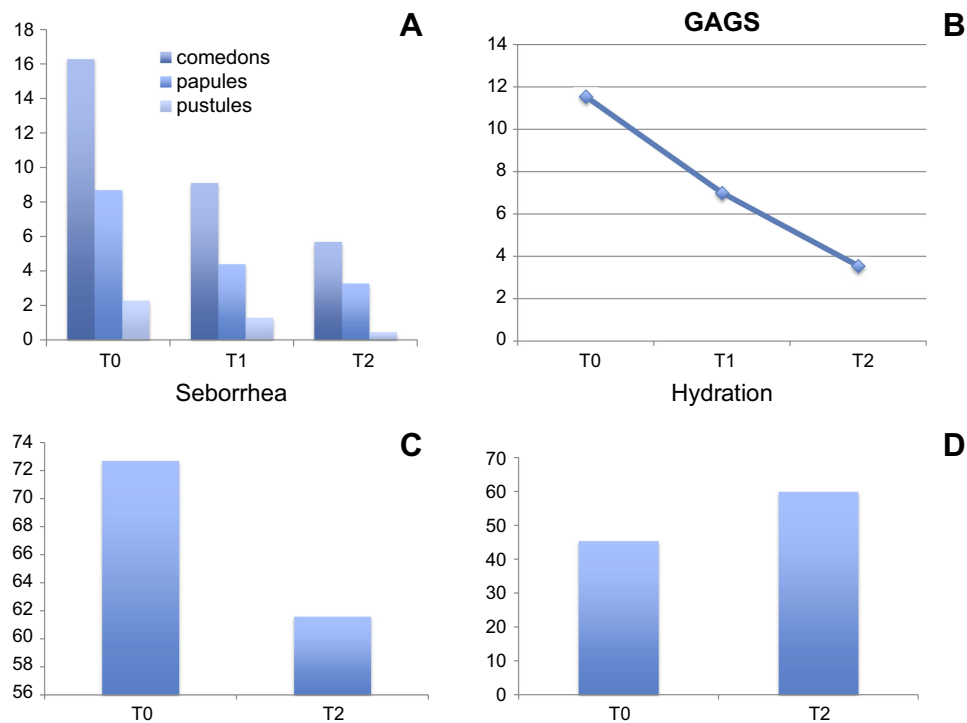 A
18
16
14
12
10
8
6
4
2
0
comedons
papules
pustules
T0 T1 T2
GAGS B
14
12
10
8
6
4
2
0
T0 T1 T2
Seborrhea
C
74
72
70
68
66
64
62
60
58
56
T0 T2
Hydration
D
70
60
50
40
30
20
10
0
T0 T2